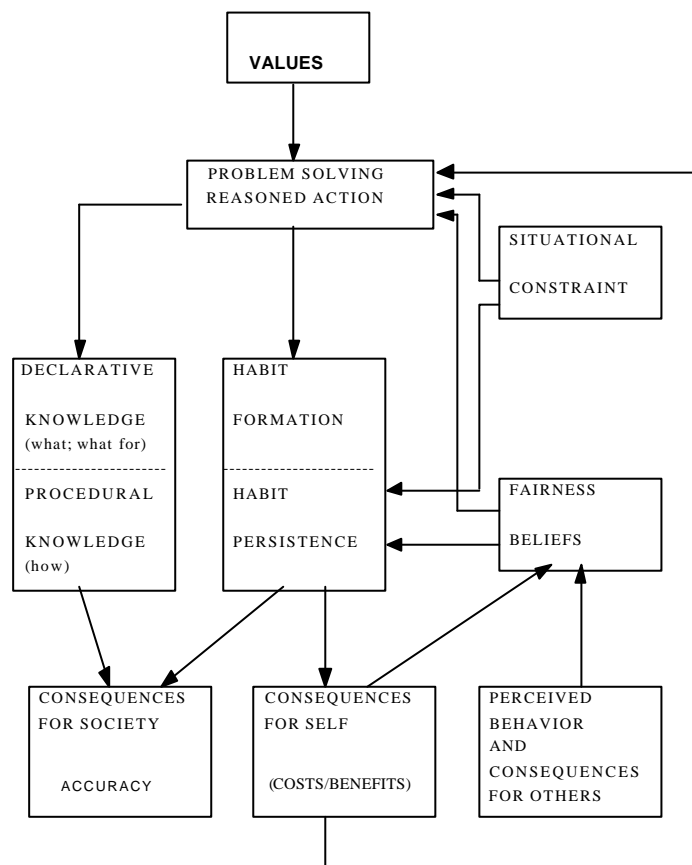 VALUES
PROBLEM SOLVING
REASONED ACTION
SITUATIONAL
CONSTRAINT
DECLARATIVE
KNOWLEDGE
(what; what for)
PROCEDURAL
KNOWLEDGE
(how)
HABIT
FORMATION
HABIT
PERSISTENCE
FAIRNESS
BELIEFS
CONSEQUENCES
FOR SOCIETY
ACCURACY
CONSEQUENCES
FOR SELF
(COSTS/BENEFITS)
PERCEIVED
BEHAVIOR
AND
CONSEQUENCES
FOR OTHERS